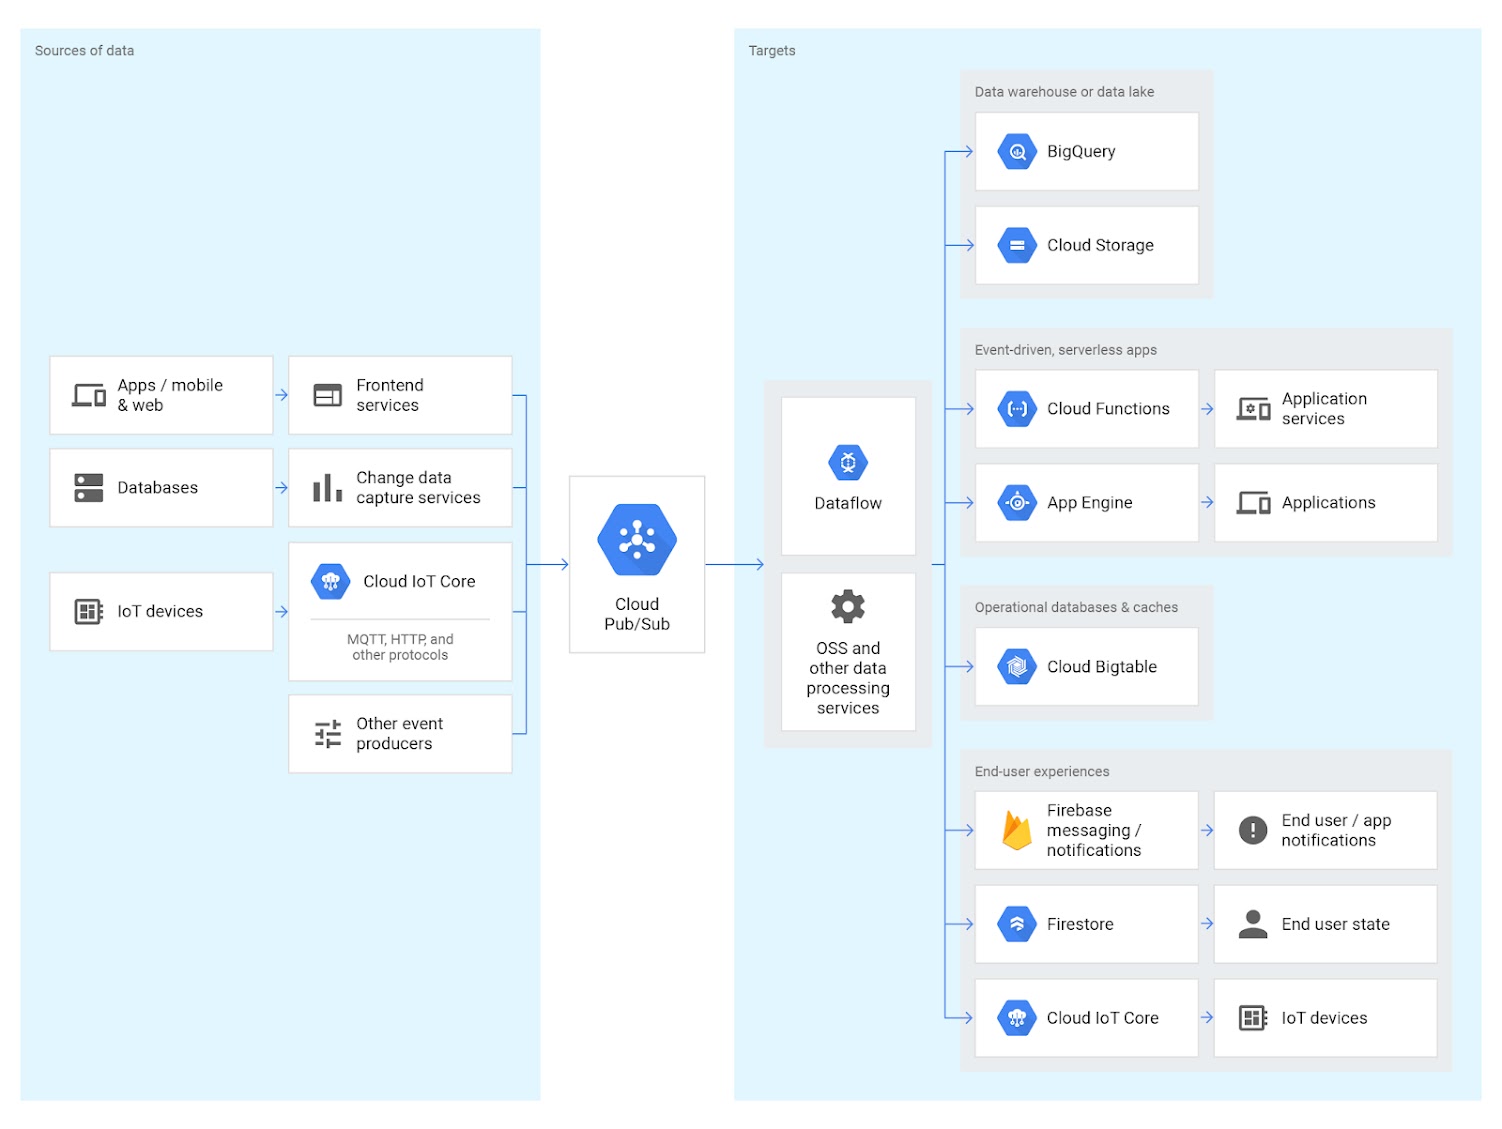 Sources of data
Apps / mobile
& web
Frontend
services
Databases
Change data
capture services
IoT devices
Cloud IoT Core
MQTT, HTTP, and
other protocols
Other event
producers
Cloud
Pub/Sub
Targets
Dataflow
OSS and
other data
processing
services
Data warehouse or data lake
BigQuery
Cloud Storage
Event-driven, serverless apps
Cloud Functions
Application
services
App Engine
Applications
Operational databases & caches
Cloud Bigtable
End-user experiences
Firebase
messaging /
notifications
End user / app
notifications
Firestore
End user state
Cloud IoT Core
IoT devices